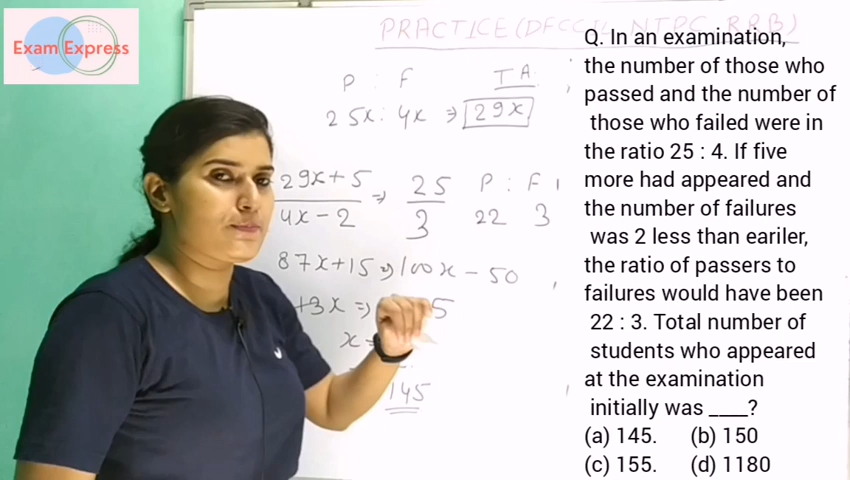 Exam Express
PRACTICE (DFCCIL, NTPC, RRB)
P : F T A
25x : 4x ⇒ 29x
29x + 5 ⇒ 25 P : F
4x - 2 3 22 3
87x + 15 ⇒ 100x - 50
+3x ⇒ 5
x =
145
Q. In an examination,
the number of those who
passed and the number of
those who failed were in
the ratio 25 : 4. If five
more had appeared and
the number of failures
was 2 less than eariler,
the ratio of passers to
failures would have been
22 : 3. Total number of
students who appeared
at the examination
initially was ____?
(a) 145. (b) 150
(c) 155. (d) 1180